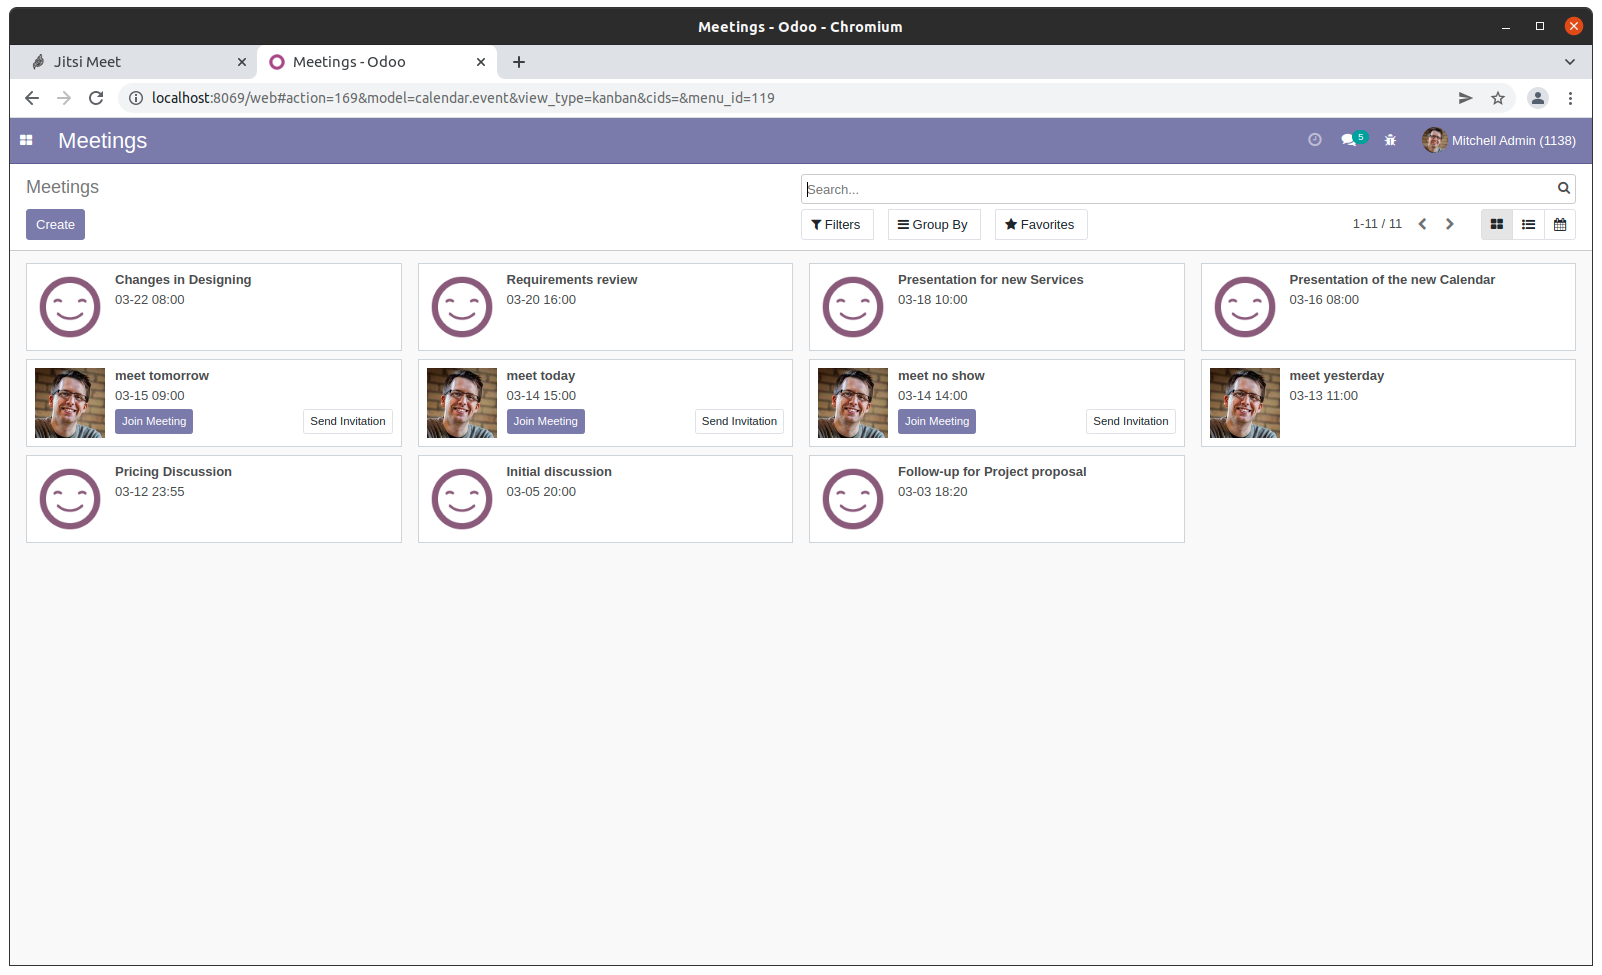 Meetings - Odoo - Chromium
Jitsi Meet
Meetings - Odoo
localhost:8069/web#action=169&model=calendar.event&view_type=kanban&cids=&menu_id=119
Meetings
5
Mitchell Admin (1138)
Meetings
Search...
Create
Filters
Group By
Favorites
1-11 / 11
Changes in Designing
03-22 08:00
Requirements review
03-20 16:00
Presentation for new Services
03-18 10:00
Presentation of the new Calendar
03-16 08:00
meet tomorrow
03-15 09:00
Join Meeting
Send Invitation
meet today
03-14 15:00
Join Meeting
Send Invitation
meet no show
03-14 14:00
Join Meeting
Send Invitation
meet yesterday
03-13 11:00
Pricing Discussion
03-12 23:55
Initial discussion
03-05 20:00
Follow-up for Project proposal
03-03 18:20